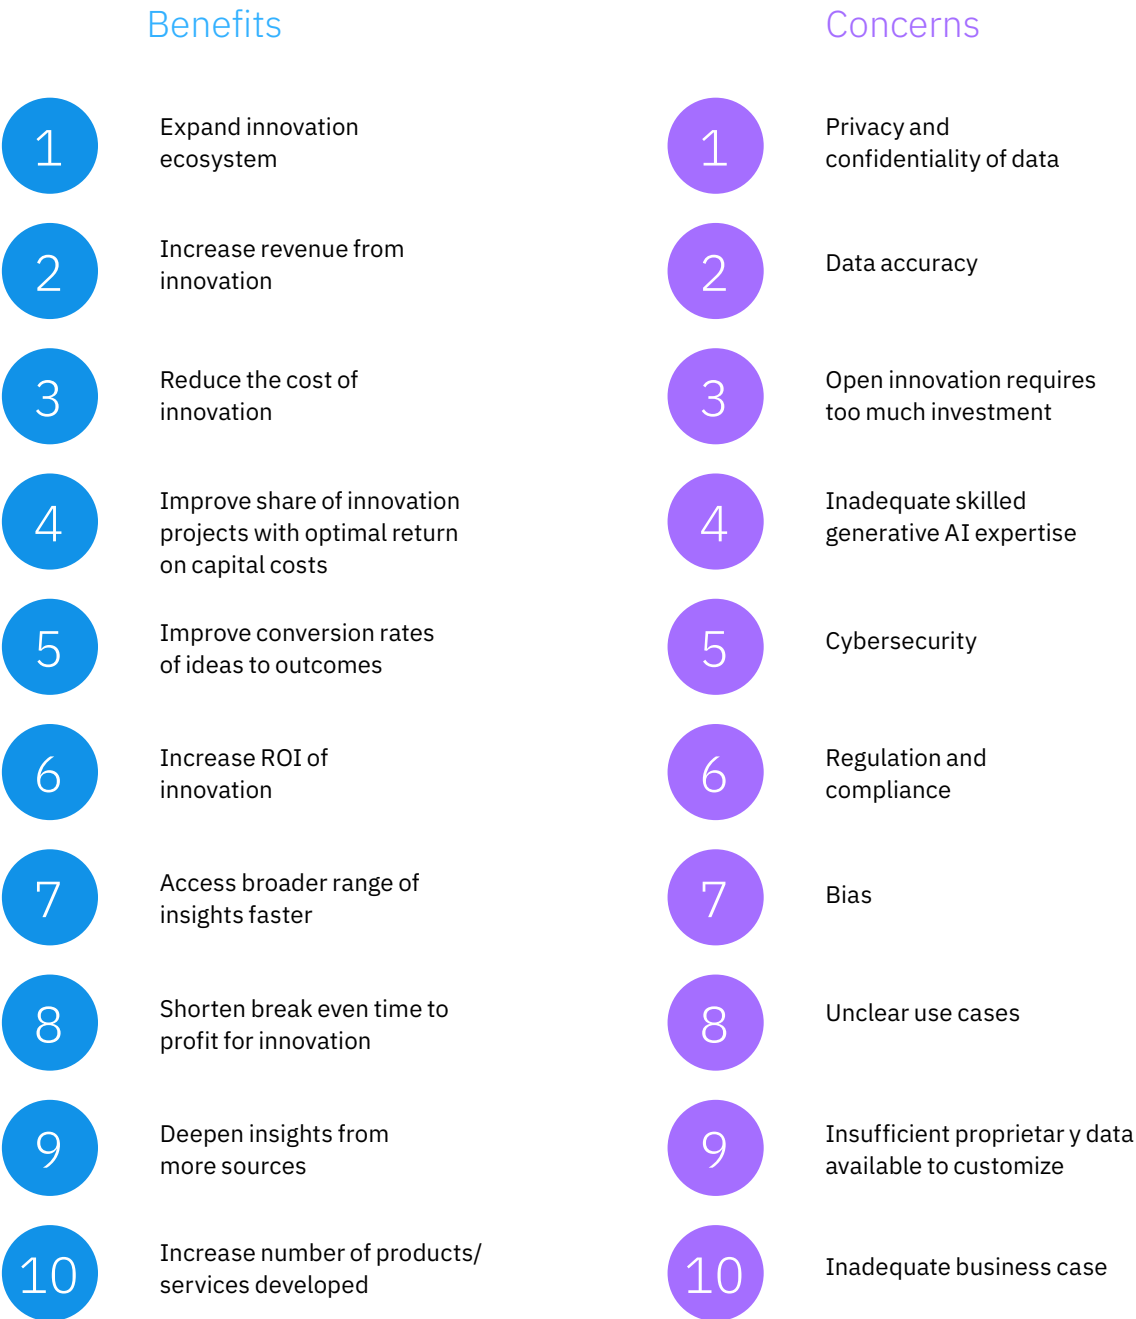 Benefits
1
Expand innovation
ecosystem
2
Increase revenue from
innovation
3
Reduce the cost of
innovation
4
Improve share of innovation
projects with optimal return
on capital costs
5
Improve conversion rates
of ideas to outcomes
6
Increase ROI of
innovation
7
Access broader range of
insights faster
8
Shorten break even time to
profit for innovation
9
Deepen insights from
more sources
10
Increase number of products/
services developed
Concerns
1
Privacy and
confidentiality of data
2
Data accuracy
3
Open innovation requires
too much investment
4
Inadequate skilled
generative AI expertise
5
Cybersecurity
6
Regulation and
compliance
7
Bias
8
Unclear use cases
9
Insufficient proprietar y data
available to customize
10
Inadequate business case